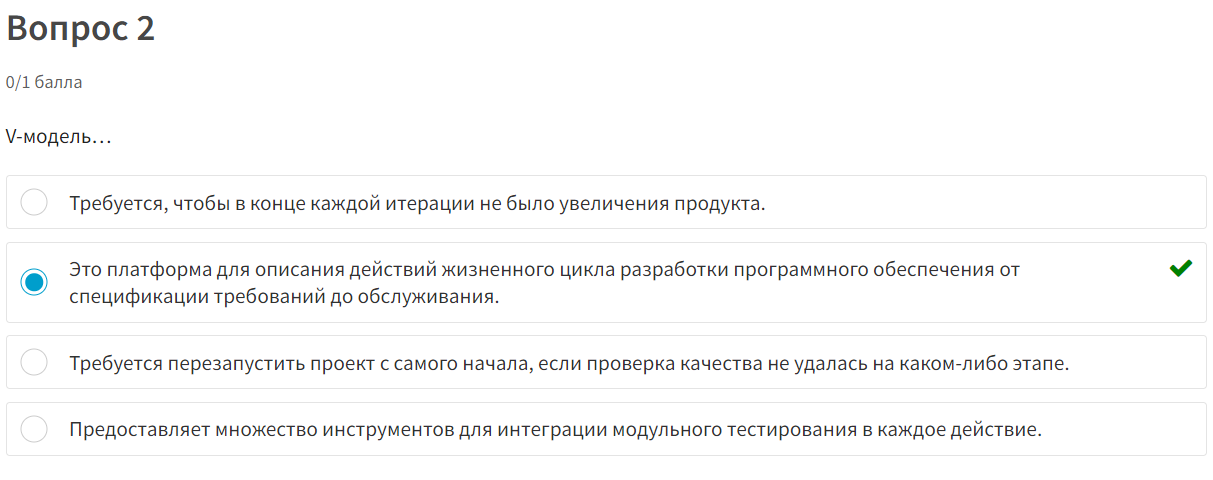 Вопрос 2
0/1 балла
V-модель…
Требуется, чтобы в конце каждой итерации не было увеличения продукта.
Это платформа для описания действий жизненного цикла разработки программного обеспечения от
спецификации требований до обслуживания.
Требуется перезапустить проект с самого начала, если проверка качества не удалась на каком-либо этапе.
Предоставляет множество инструментов для интеграции модульного тестирования в каждое действие.